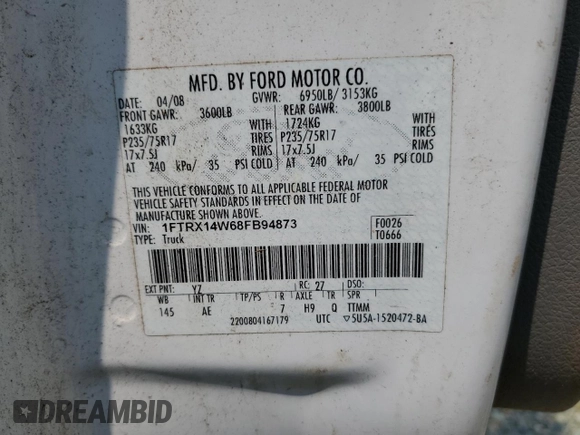 MFD. BY FORD MOTOR CO.
DATE: 04/08 GVWR: 6950LB/ 3153KG
FRONT GAWR: 3600LB REAR GAWR: 3800LB
1633KG WITH 1724KG WITH
P235/75R17 TIRES P235/75R17 TIRES
17x7.5J RIMS 17x7.5J RIMS
AT 240 kPa/ 35 PSI COLD AT 240 kPa/ 35 PSI COLD
THIS VEHICLE CONFORMS TO ALL APPLICABLE FEDERAL MOTOR
VEHICLE SAFETY STANDARDS IN EFFECT ON THE DATE OF
MANUFACTURE SHOWN ABOVE.
VIN: 1FTRX14W68FB94873 F0026
TYPE: Truck T0666
EXT PNT: YZ RC: 27 DSO:
WB INT TR TP/PS R AXLE TR SPR
145 AE 7 H9 Q TTMM
2200804167179 UTC ▽5U5A-1520472-BA
DREAMBID